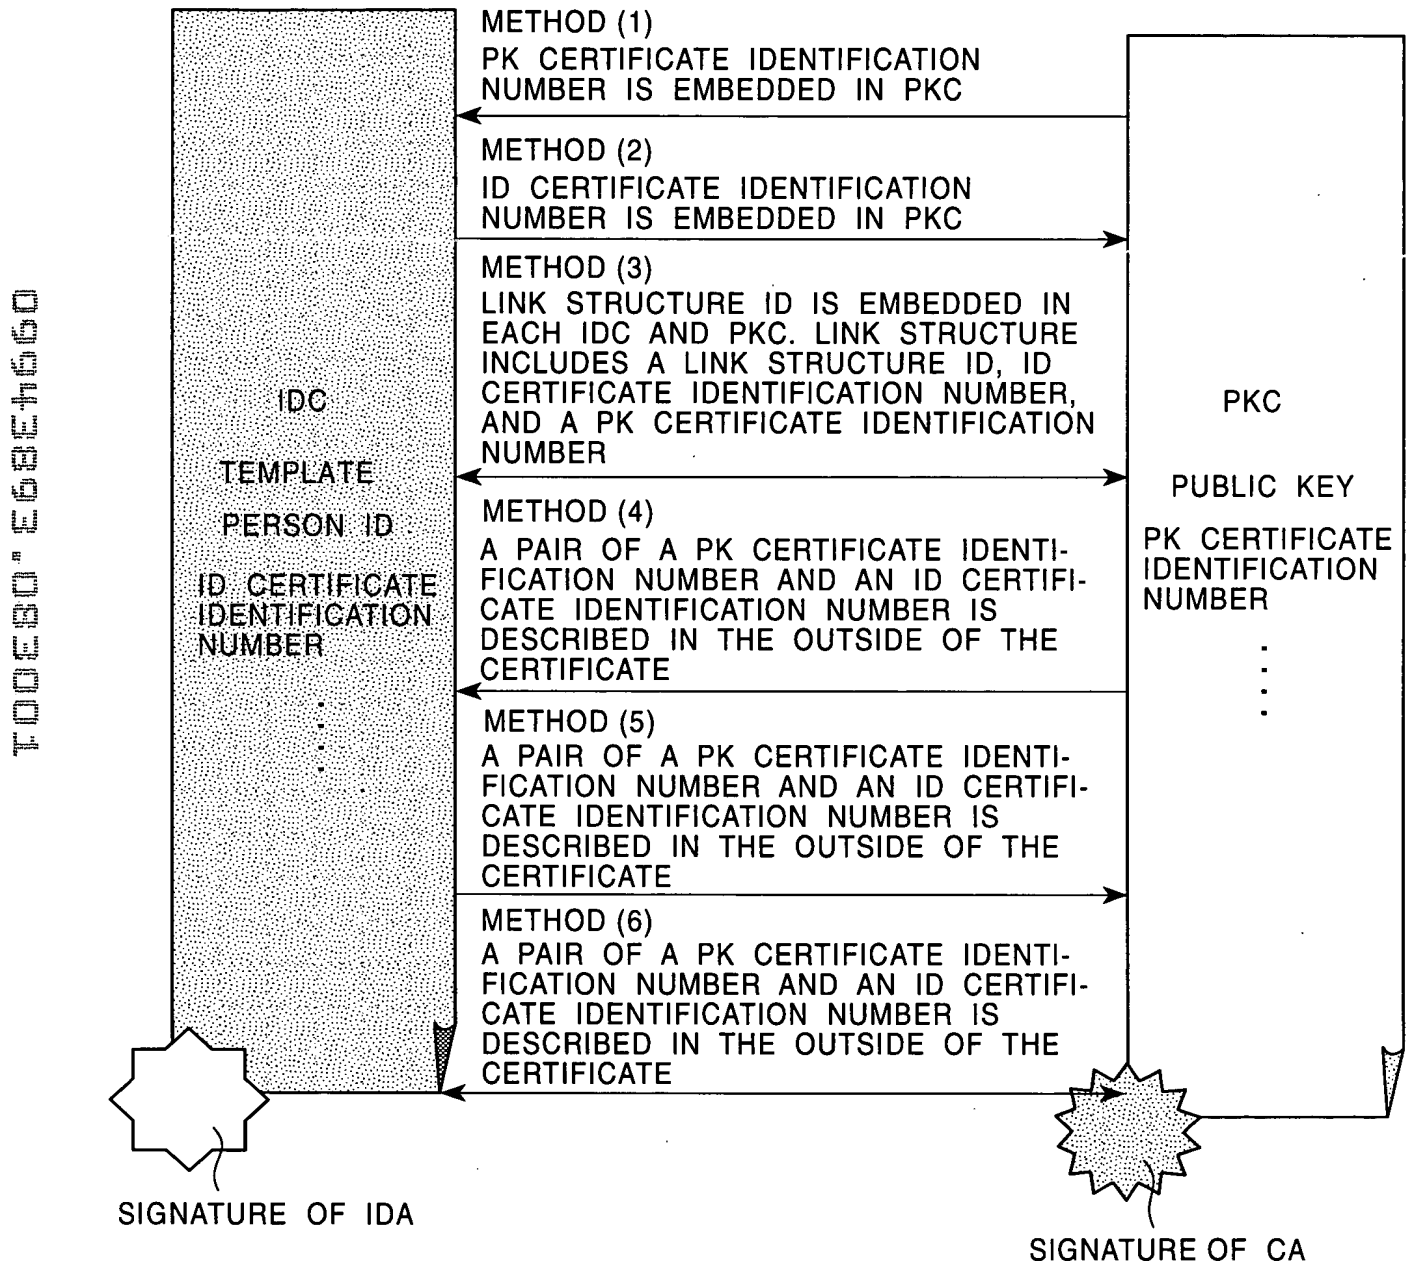 METHOD (1)
PK CERTIFICATE IDENTIFICATION
NUMBER IS EMBEDDED IN PKC
METHOD (2)
ID CERTIFICATE IDENTIFICATION
NUMBER IS EMBEDDED IN PKC
METHOD (3)
LINK STRUCTURE ID IS EMBEDDED IN
EACH IDC AND PKC. LINK STRUCTURE
INCLUDES A LINK STRUCTURE ID, ID
CERTIFICATE IDENTIFICATION NUMBER,
AND A PK CERTIFICATE IDENTIFICATION
NUMBER
METHOD (4)
A PAIR OF A PK CERTIFICATE IDENTI-
FICATION NUMBER AND AN ID CERTIFI-
CATE IDENTIFICATION NUMBER IS
DESCRIBED IN THE OUTSIDE OF THE
CERTIFICATE
METHOD (5)
A PAIR OF A PK CERTIFICATE IDENTI-
FICATION NUMBER AND AN ID CERTIFI-
CATE IDENTIFICATION NUMBER IS
DESCRIBED IN THE OUTSIDE OF THE
CERTIFICATE
METHOD (6)
A PAIR OF A PK CERTIFICATE IDENTI-
FICATION NUMBER AND AN ID CERTIFI-
CATE IDENTIFICATION NUMBER IS
DESCRIBED IN THE OUTSIDE OF THE
CERTIFICATE
IDC
TEMPLATE
PERSON ID
ID CERTIFICATE
IDENTIFICATION
NUMBER
PKC
PUBLIC KEY
PK CERTIFICATE
IDENTIFICATION
NUMBER
SIGNATURE OF IDA
SIGNATURE OF CA